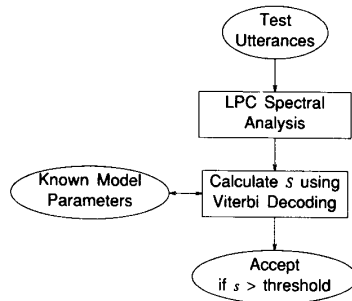 Test
Utterances
LPC Spectral
Analysis
Known Model
Parameters
Calculate s using
Viterbi Decoding
Accept
if s > threshold